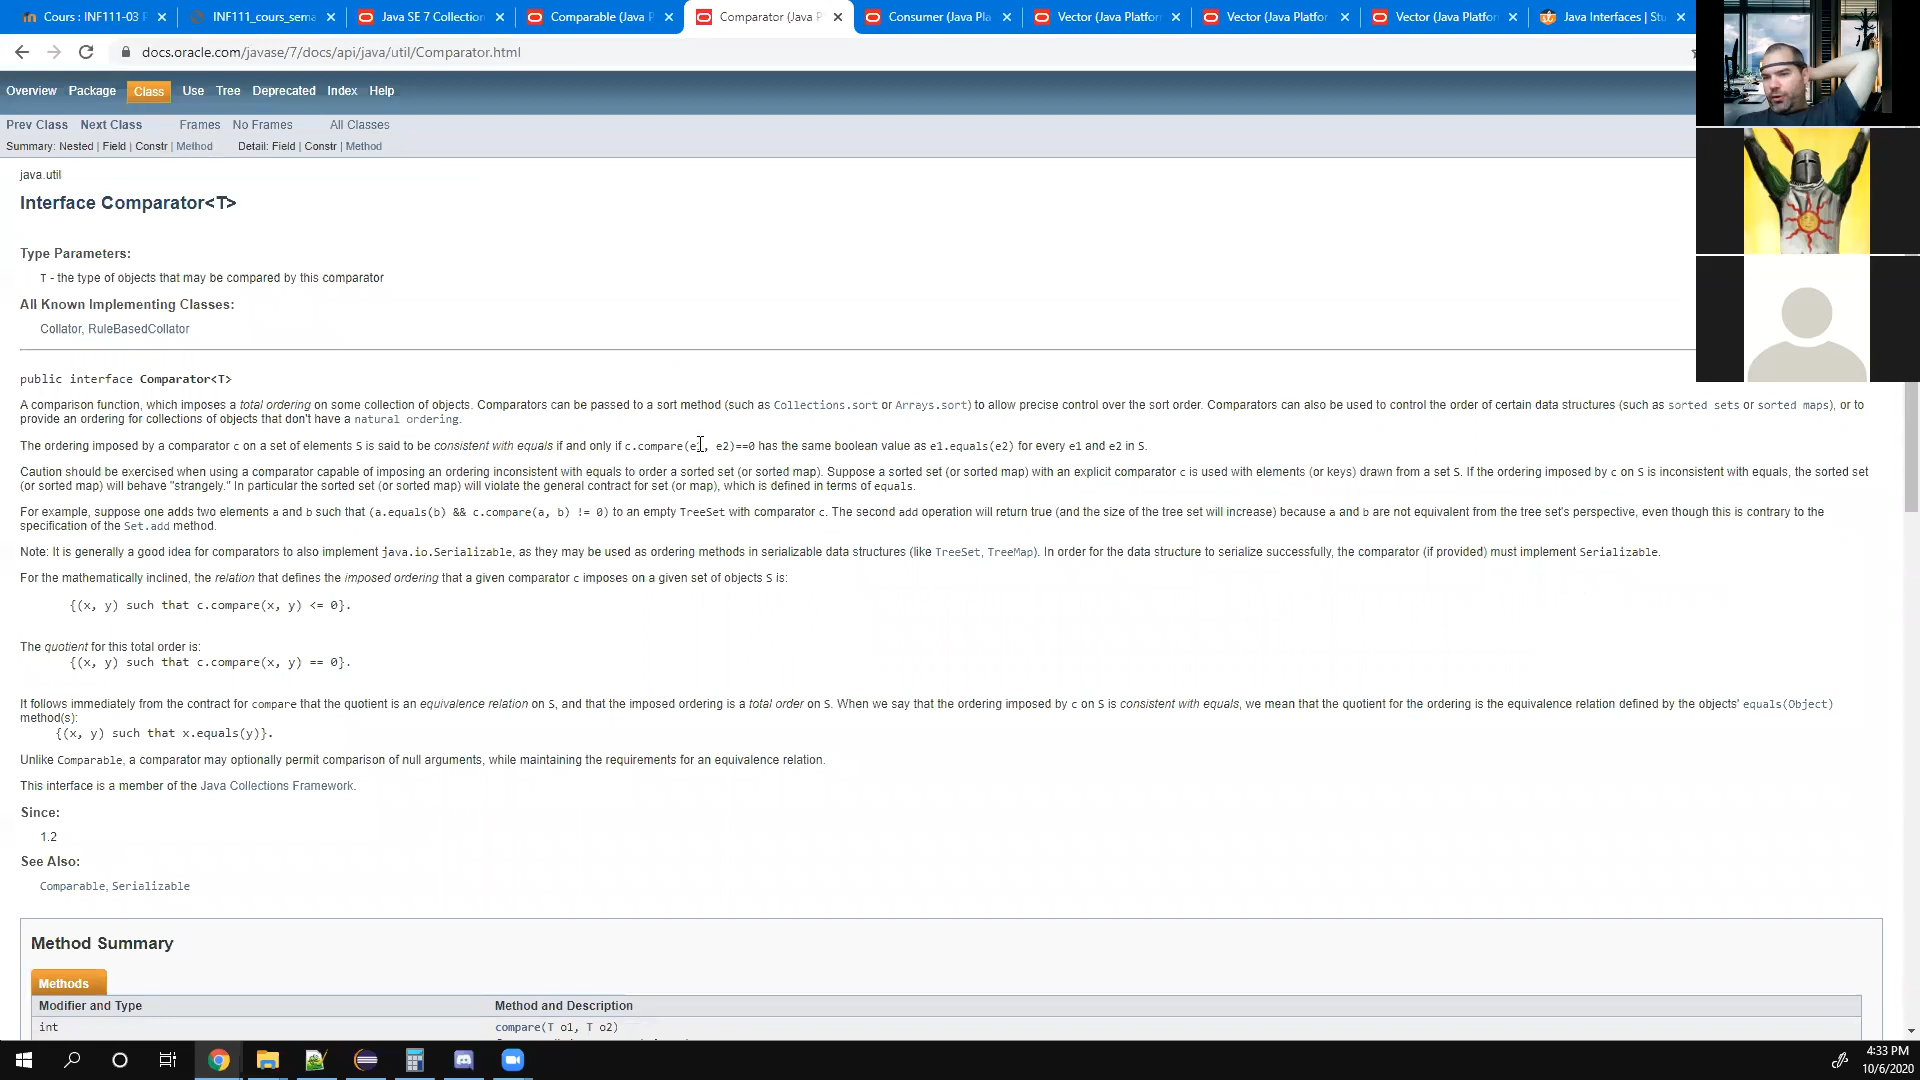 Cours : INF111-03 P
INF111_cours_sema
Java SE 7 Collection
Comparable (Java P
Comparator (Java P
Consumer (Java Pla
Vector (Java Platfor
Vector (Java Platfor
Vector (Java Platfor
Java Interfaces | Stu
docs.oracle.com/javase/7/docs/api/java/util/Comparator.html
Overview Package Class Use Tree Deprecated Index Help
Prev Class Next Class Frames No Frames All Classes
Summary: Nested | Field | Constr | Method Detail: Field | Constr | Method
java.util
Interface Comparator<T>
Type Parameters:
T - the type of objects that may be compared by this comparator
All Known Implementing Classes:
Collator, RuleBasedCollator
public interface Comparator<T>
A comparison function, which imposes a total ordering on some collection of objects. Comparators can be passed to a sort method (such as Collections.sort or Arrays.sort) to allow precise control over the sort order. Comparators can also be used to control the order of certain data structures (such as sorted sets or sorted maps), or to
provide an ordering for collections of objects that don't have a natural ordering.
The ordering imposed by a comparator c on a set of elements S is said to be consistent with equals if and only if c.compare(e1, e2)==0 has the same boolean value as e1.equals(e2) for every e1 and e2 in S.
Caution should be exercised when using a comparator capable of imposing an ordering inconsistent with equals to order a sorted set (or sorted map). Suppose a sorted set (or sorted map) with an explicit comparator c is used with elements (or keys) drawn from a set S. If the ordering imposed by c on S is inconsistent with equals, the sorted set
(or sorted map) will behave "strangely." In particular the sorted set (or sorted map) will violate the general contract for set (or map), which is defined in terms of equals.
For example, suppose one adds two elements a and b such that (a.equals(b) && c.compare(a, b) != 0) to an empty TreeSet with comparator c. The second add operation will return true (and the size of the tree set will increase) because a and b are not equivalent from the tree set's perspective, even though this is contrary to the
specification of the Set.add method.
Note: It is generally a good idea for comparators to also implement java.io.Serializable, as they may be used as ordering methods in serializable data structures (like TreeSet, TreeMap). In order for the data structure to serialize successfully, the comparator (if provided) must implement Serializable.
For the mathematically inclined, the relation that defines the imposed ordering that a given comparator c imposes on a given set of objects S is:
{(x, y) such that c.compare(x, y) <= 0}.
The quotient for this total order is:
{(x, y) such that c.compare(x, y) == 0}.
It follows immediately from the contract for compare that the quotient is an equivalence relation on S, and that the imposed ordering is a total order on S. When we say that the ordering imposed by c on S is consistent with equals, we mean that the quotient for the ordering is the equivalence relation defined by the objects' equals(Object)
method(s):
{(x, y) such that x.equals(y)}.
Unlike Comparable, a comparator may optionally permit comparison of null arguments, while maintaining the requirements for an equivalence relation.
This interface is a member of the Java Collections Framework.
Since:
1.2
See Also:
Comparable, Serializable
Method Summary
Methods
Modifier and Type Method and Description
int compare(T o1, T o2)
4:33 PM
10/6/2020